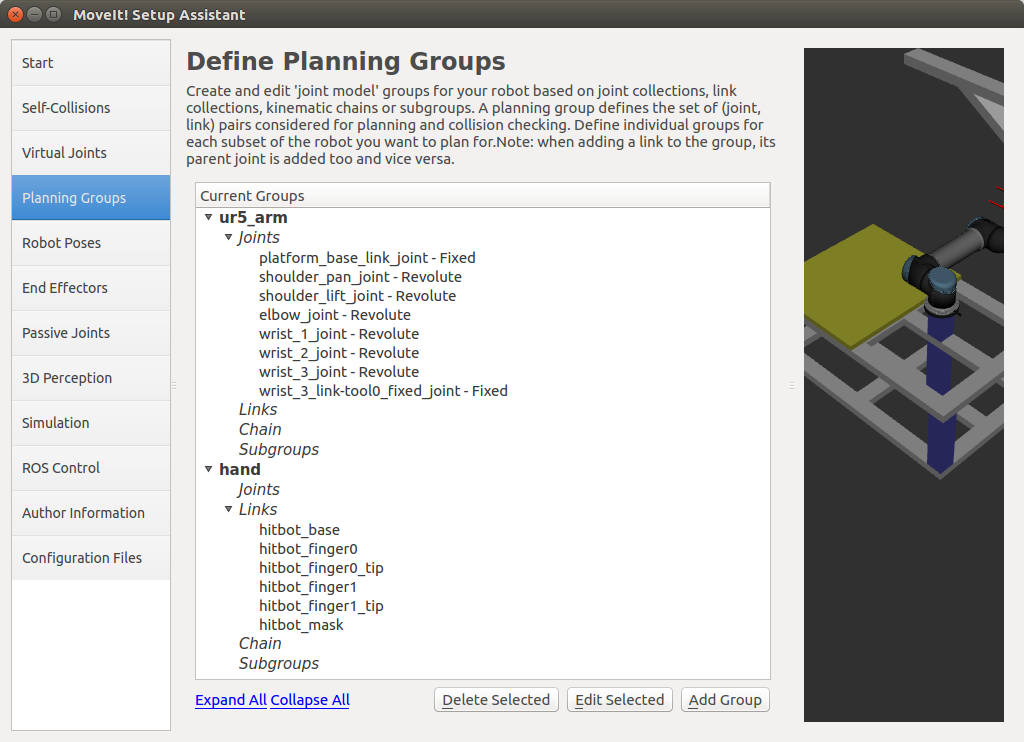 MoveIt! Setup Assistant
Start
Self-Collisions
Virtual Joints
Planning Groups
Robot Poses
End Effectors
Passive Joints
3D Perception
Simulation
ROS Control
Author Information
Configuration Files
Define Planning Groups
Create and edit 'joint model' groups for your robot based on joint collections, link
collections, kinematic chains or subgroups. A planning group defines the set of (joint,
link) pairs considered for planning and collision checking. Define individual groups for
each subset of the robot you want to plan for.Note: when adding a link to the group, its
parent joint is added too and vice versa.
Current Groups
ur5_arm
Joints
platform_base_link_joint - Fixed
shoulder_pan_joint - Revolute
shoulder_lift_joint - Revolute
elbow_joint - Revolute
wrist_1_joint - Revolute
wrist_2_joint - Revolute
wrist_3_joint - Revolute
wrist_3_link-tool0_fixed_joint - Fixed
Links
Chain
Subgroups
hand
Joints
Links
hitbot_base
hitbot_finger0
hitbot_finger0_tip
hitbot_finger1
hitbot_finger1_tip
hitbot_mask
Chain
Subgroups
Expand All Collapse All
Delete Selected
Edit Selected
Add Group